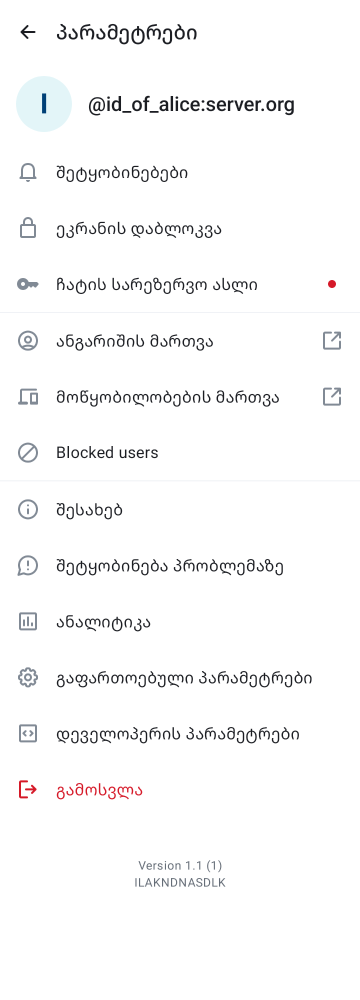 პარამეტრები
I
@id_of_alice:server.org
შეტყობინებები
ეკრანის დაბლოკვა
ჩატის სარეზერვო ასლი
ანგარიშის მართვა
მოწყობილობების მართვა
Blocked users
შესახებ
შეტყობინება პრობლემაზე
ანალიტიკა
გაფართოებული პარამეტრები
დეველოპერის პარამეტრები
გამოსვლა
Version 1.1 (1)
ILAKNDNASDLK